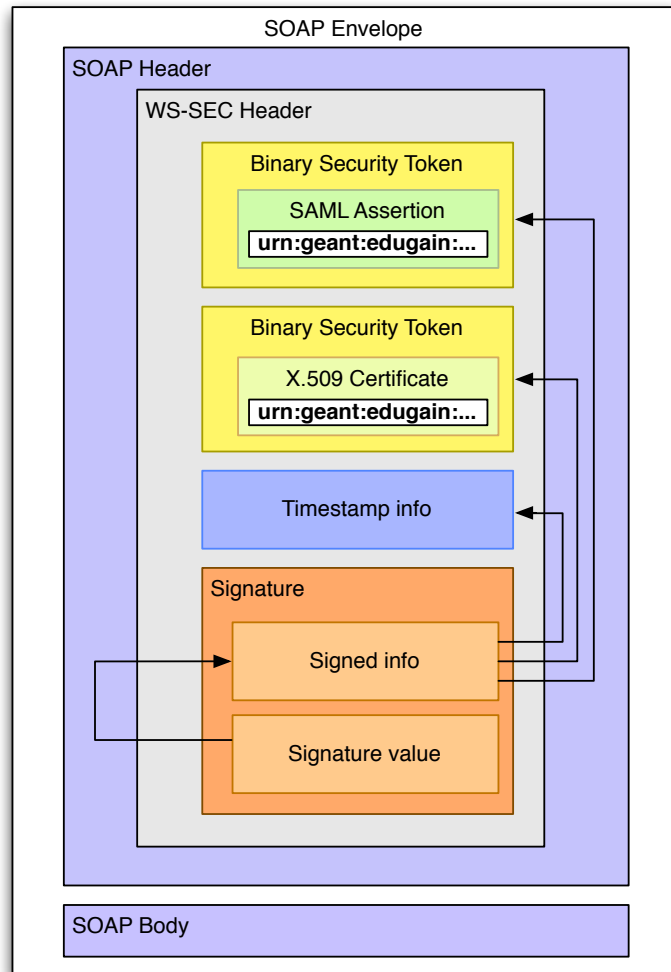 SOAP Envelope
SOAP Header
WS-SEC Header
Binary Security Token
SAML Assertion
urn:geant:edugain:...
Binary Security Token
X.509 Certificate
urn:geant:edugain:...
Timestamp info
Signature
Signed info
Signature value
SOAP Body